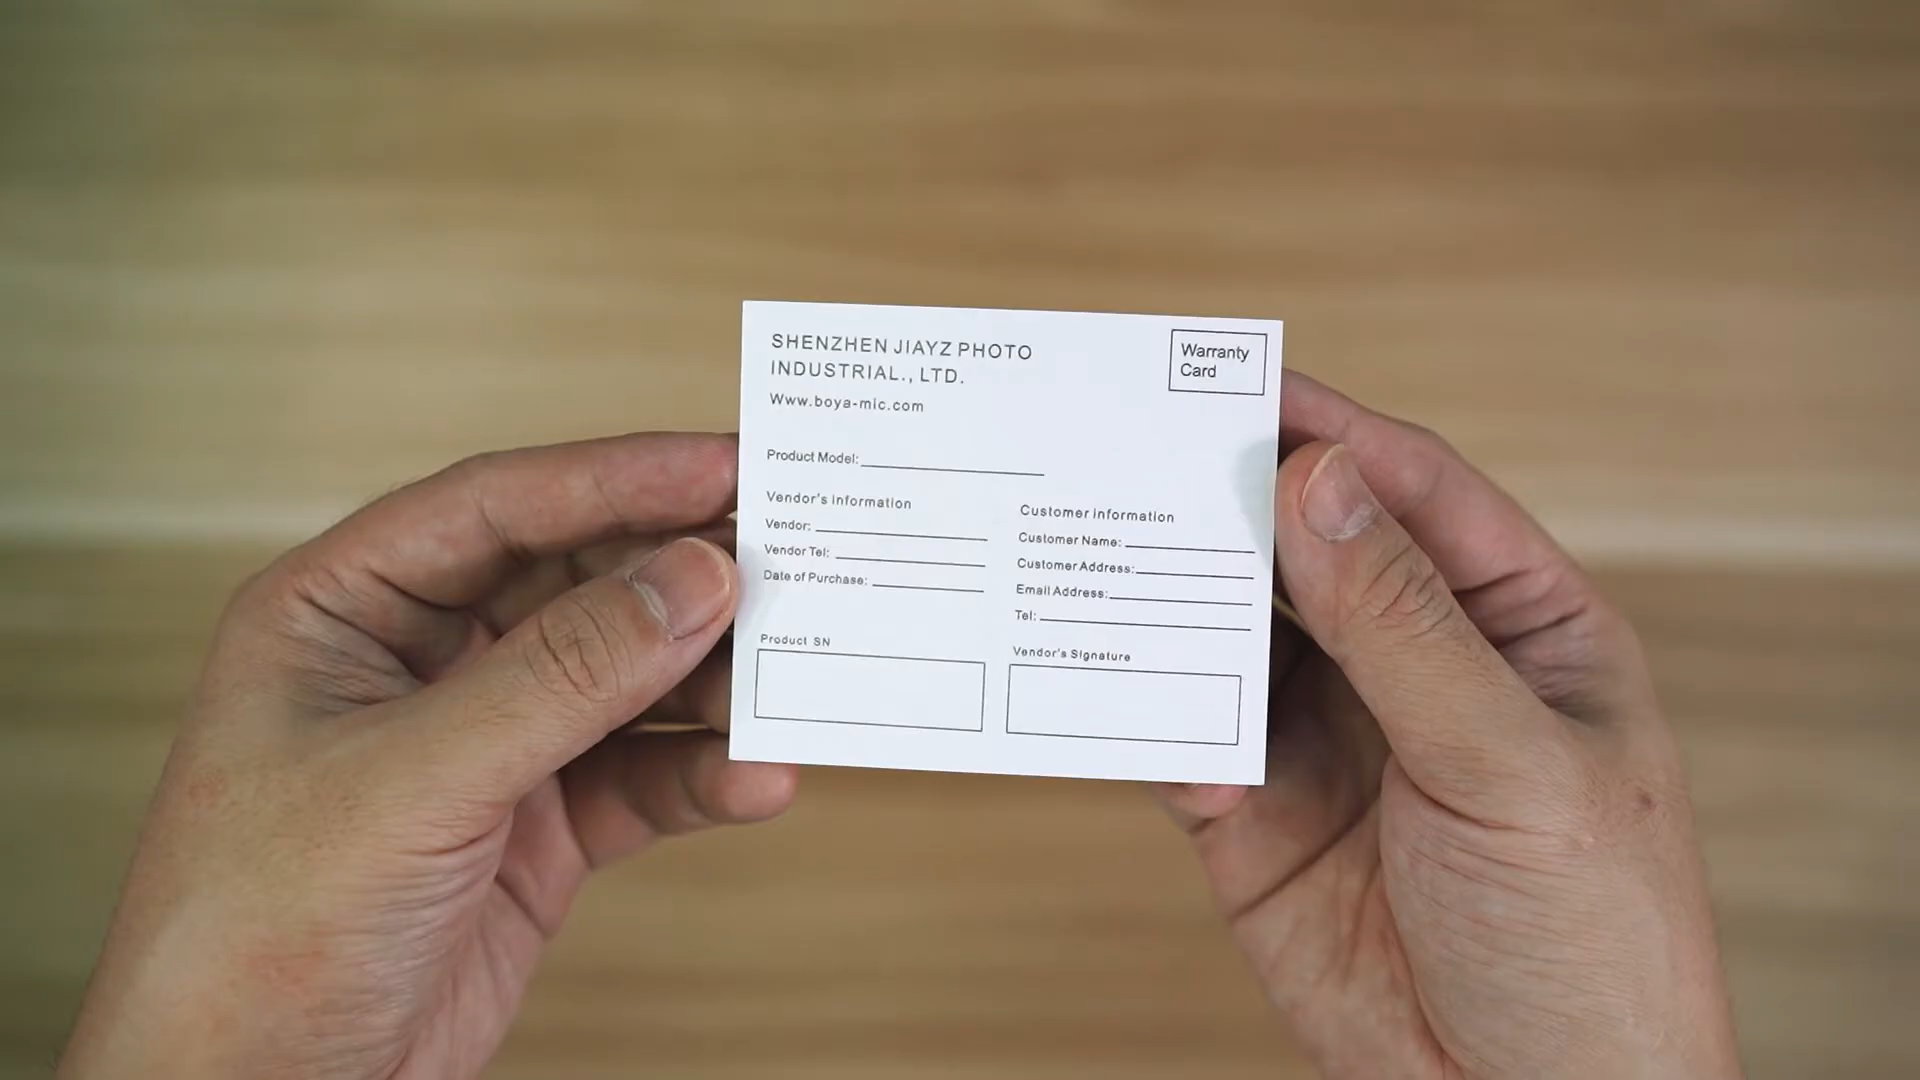 SHENZHEN JIAYZ PHOTO
INDUSTRIAL., LTD.
Www.boya-mic.com
Warranty
Card
Product Model:
Vendor's information
Vendor:
Vendor Tel:
Date of Purchase:
Customer information
Customer Name:
Customer Address:
Email Address:
Tel:
Product SN
Vendor's Signature